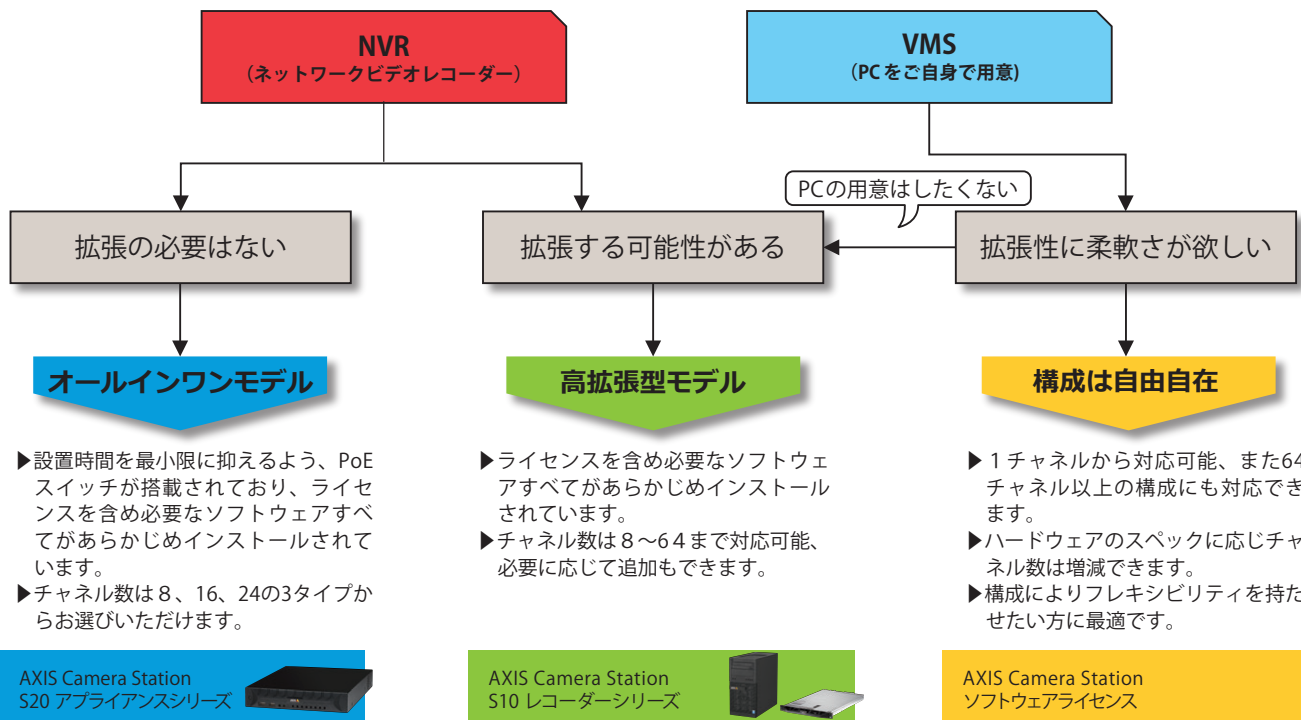 NVR
（ネットワークビデオレコーダー）
VMS
(PCをご自身で用意)
PCの用意はしたくない
拡張の必要はない
拡張する可能性がある
拡張性に柔軟さが欲しい
オールインワンモデル
高拡張型モデル
構成は自由自在
▶設置時間を最小限に抑えるよう、PoE
スイッチが搭載されており、ライセ
ンスを含め必要なソフトウェアすべ
てがあらかじめインストールされて
います。
▶チャネル数は８、16、24の3タイプか
らお選びいただけます。
▶ライセンスを含め必要なソフトウェ
アすべてがあらかじめインストール
されています。
▶チャネル数は８～6４まで対応可能、
必要に応じて追加もできます。
▶１チャネルから対応可能、また64
チャネル以上の構成にも対応でき
ます。
▶ハードウェアのスペックに応じチャ
ネル数は増減できます。
▶構成によりフレキシビリティを持た
せたい方に最適です。
AXIS Camera Station
S20 アプライアンスシリーズ
AXIS Camera Station
S10 レコーダーシリーズ
AXIS Camera Station
ソフトウェアライセンス